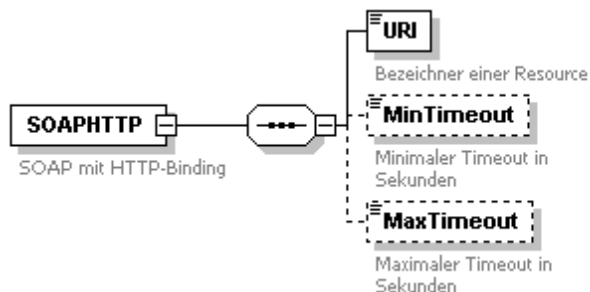 URI
Bezeichner einer Resource
SOAPHTTP
SOAP mit HTTP-Binding
MinTimeout
Minimaler Timeout in
Sekunden
MaxTimeout
Maximaler Timeout in
Sekunden